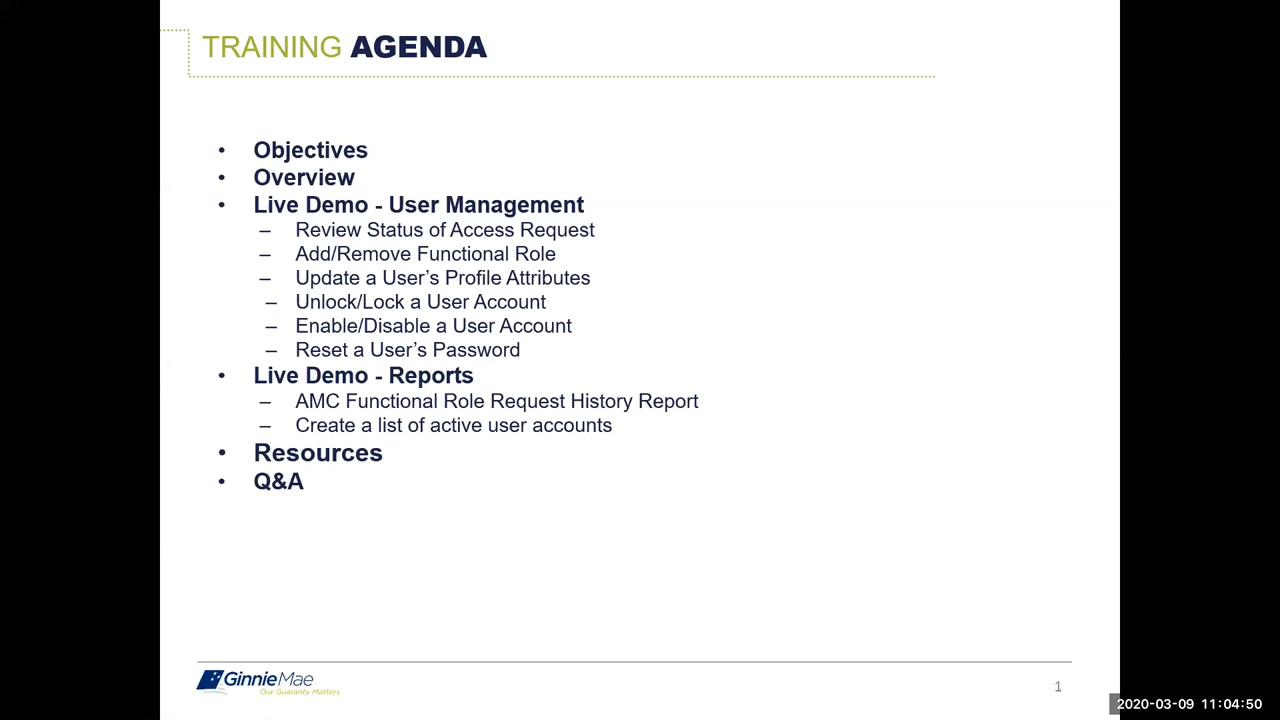 TRAINING AGENDA
• Objectives
• Overview
• Live Demo - User Management
– Review Status of Access Request
– Add/Remove Functional Role
– Update a User’s Profile Attributes
– Unlock/Lock a User Account
– Enable/Disable a User Account
– Reset a User’s Password
• Live Demo - Reports
– AMC Functional Role Request History Report
– Create a list of active user accounts
• Resources
• Q&A
GinnieMae
Our Guaranty Matters
1
2020-03-09 11:04:50